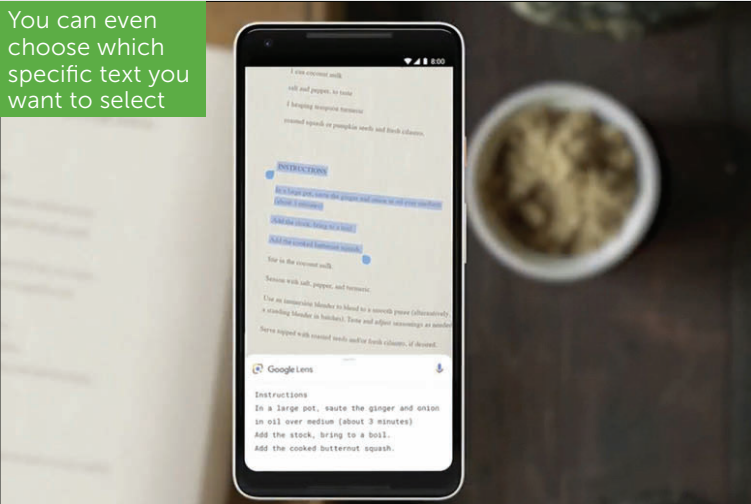 You can even
choose which
specific text you
want to select
8:00
1 can coconut milk
salt and pepper, to taste
1 heaping teaspoon turmeric
roasted squash or pumpkin seeds and fresh cilantro
INSTRUCTIONS
In a large pot, saute the ginger and onion in oil over medium
(about 3 minutes)
Add the stock, bring to a boil.
Add the cooked butternut squash.
Stir in the coconut milk.
Season with salt, pepper, and turmeric.
Use an immersion blender to blend to a smooth puree (alternatively,
a standing blender in batches). Taste and adjust seasonings as needed
Serve topped with roasted seeds and/or fresh cilantro, if desired.
Google Lens
Instructions
In a large pot, saute the ginger and onion
in oil over medium (about 3 minutes)
Add the stock, bring to a boil.
Add the cooked butternut squash.